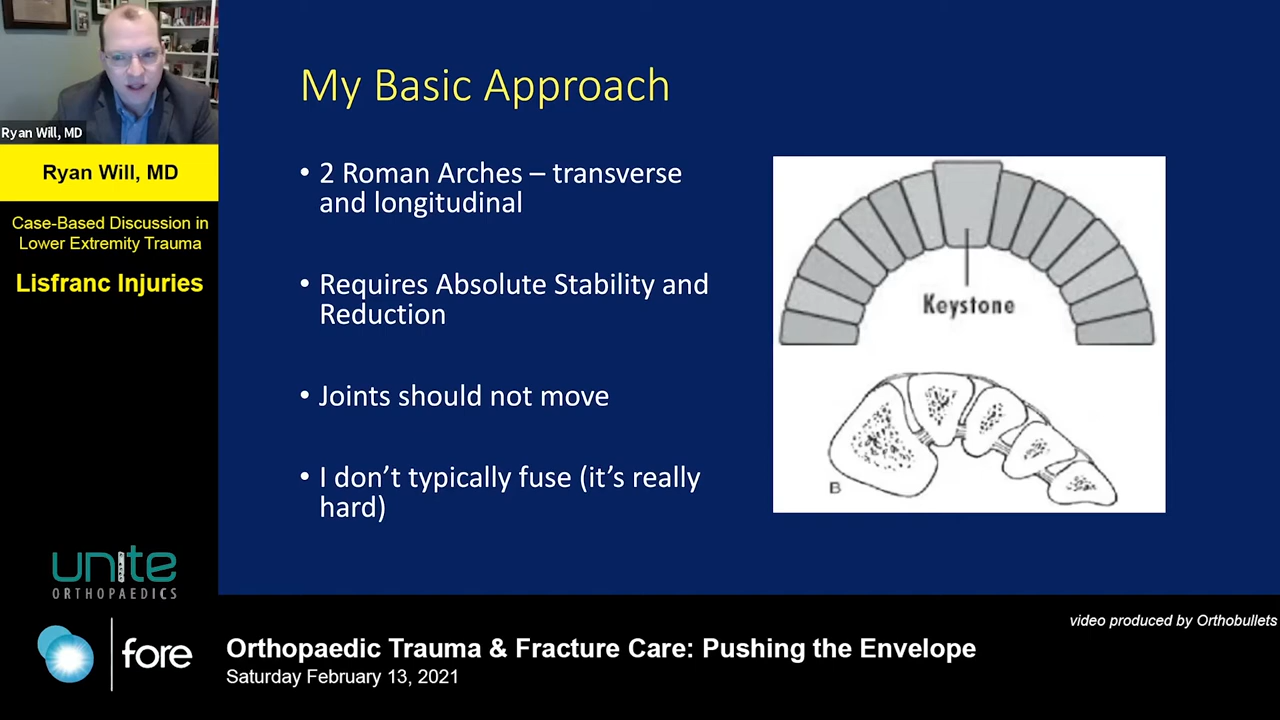 Ryan Will, MD
Ryan Will, MD
Case-Based Discussion in
Lower Extremity Trauma
Lisfranc Injuries
My Basic Approach
• 2 Roman Arches – transverse
and longitudinal
• Requires Absolute Stability and
Reduction
• Joints should not move
• I don’t typically fuse (it’s really
hard)
Keystone
B
unite
ORTHOPAEDICS
fore
video produced by Orthobullets
Orthopaedic Trauma & Fracture Care: Pushing the Envelope
Saturday February 13, 2021